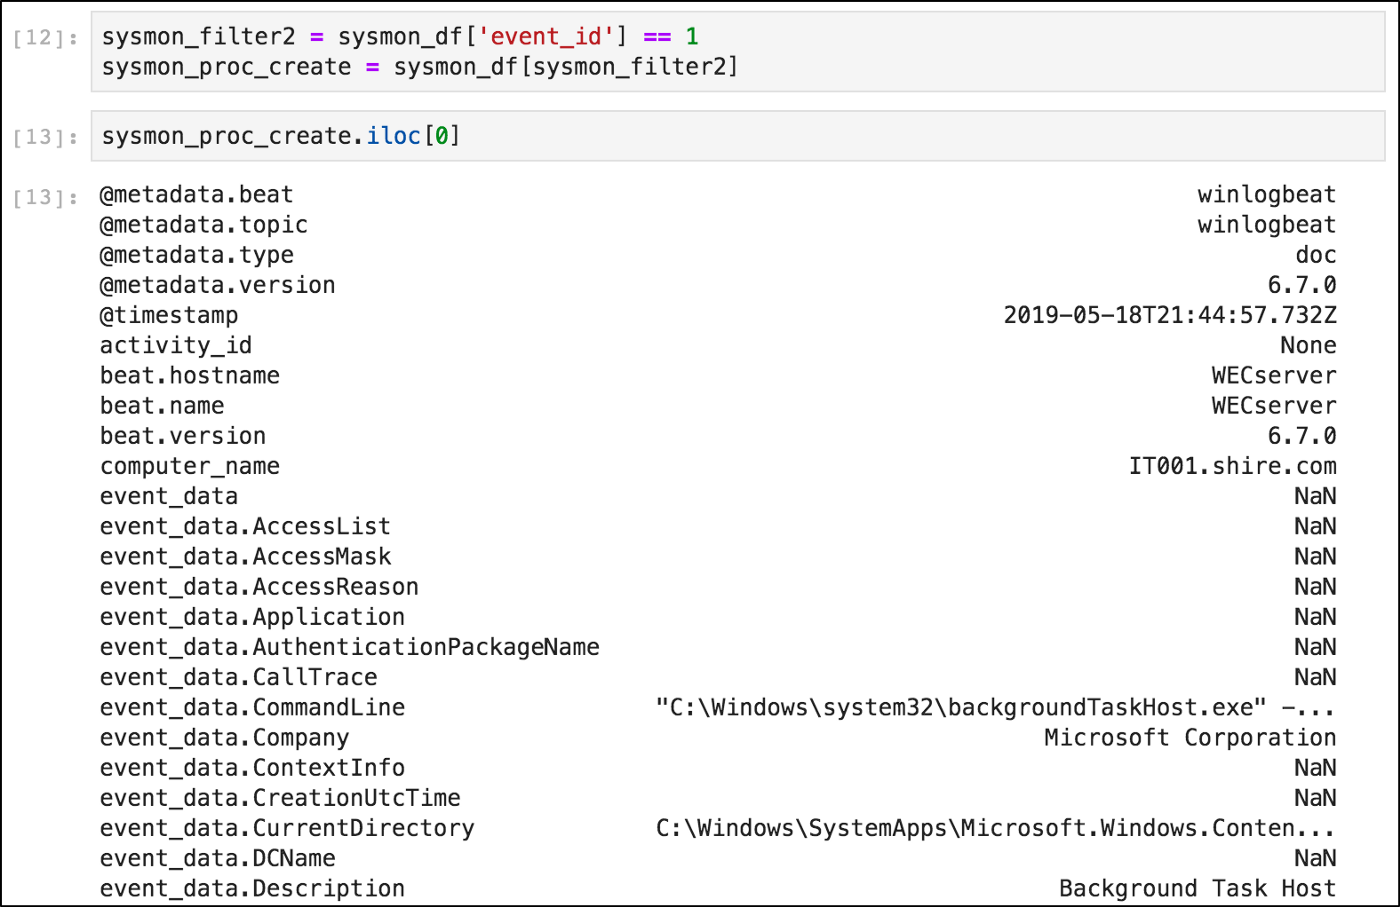 [12]: sysmon_filter2 = sysmon_df['event_id'] == 1
sysmon_proc_create = sysmon_df[sysmon_filter2]
[13]: sysmon_proc_create.iloc[0]
[13]: @metadata.beat winlogbeat
@metadata.topic winlogbeat
@metadata.type doc
@metadata.version 6.7.0
@timestamp 2019-05-18T21:44:57.732Z
activity_id None
beat.hostname WECserver
beat.name WECserver
beat.version 6.7.0
computer_name IT001.shire.com
event_data NaN
event_data.AccessList NaN
event_data.AccessMask NaN
event_data.AccessReason NaN
event_data.Application NaN
event_data.AuthenticationPackageName NaN
event_data.CallTrace NaN
event_data.CommandLine "C:\Windows\system32\backgroundTaskHost.exe" -...
event_data.Company Microsoft Corporation
event_data.ContextInfo NaN
event_data.CreationUtcTime NaN
event_data.CurrentDirectory C:\Windows\SystemApps\Microsoft.Windows.Conten...
event_data.DCName NaN
event_data.Description Background Task Host